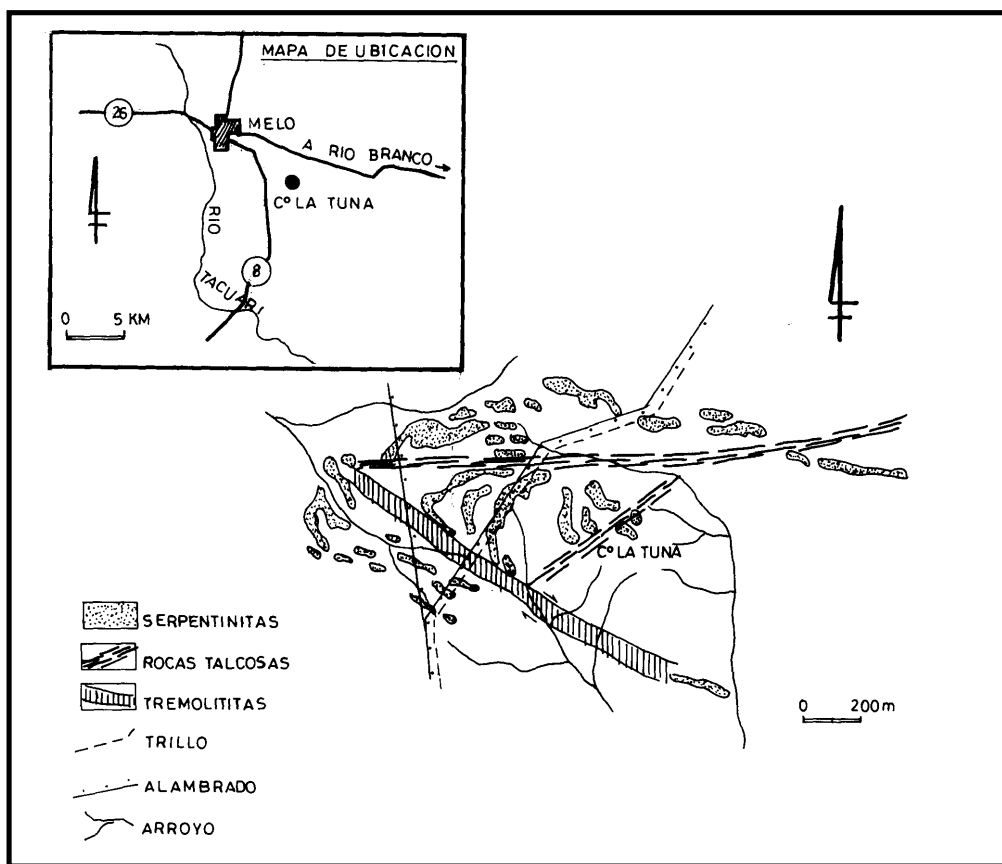 MAPA DE UBICACION
26
MELO
A RIO BRANCO
Cº LA TUNA
RIO
TACUARI
8
0 5 KM
Cº LA TUNA
SERPENTINITAS
ROCAS TALCOSAS
TREMOLITITAS
TRILLO
ALAMBRADO
ARROYO
0 200m